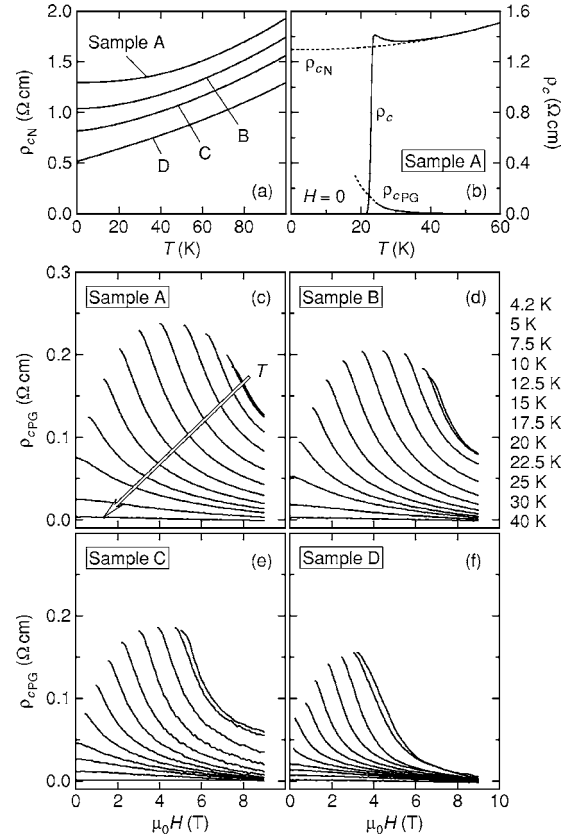 2.0
1.5
1.0
0.5
0.0
ρcN (Ω cm)
Sample A
B
C
D
(a)
0 20 40 60 80
T (K)
1.6
1.2
0.8
0.4
0.0
ρc (Ω cm)
ρcN
ρc
Sample A
ρcPG
H = 0
(b)
0 20 40 60
T (K)
0.3
0.2
0.1
0.0
ρcPG (Ω cm)
Sample A
(c)
T
Sample B
(d)
4.2 K
5 K
7.5 K
10 K
12.5 K
15 K
17.5 K
20 K
22.5 K
25 K
30 K
40 K
Sample C
(e)
0.2
0.1
0.0
ρcPG (Ω cm)
0 2 4 6 8
μ0H (T)
Sample D
(f)
0 2 4 6 8 10
μ0H (T)